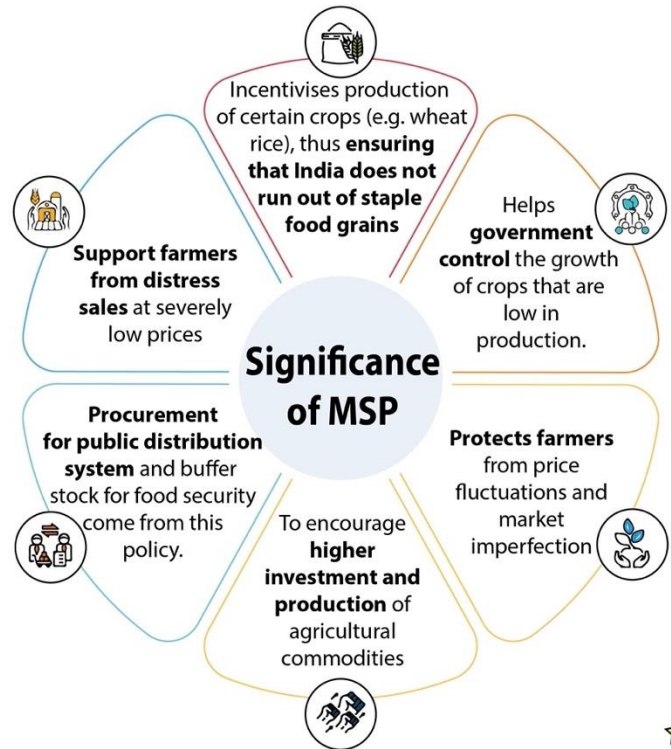 Incentivises production
of certain crops (e.g. wheat
rice), thus ensuring
that India does not
run out of staple
food grains
Helps
government
control the growth
of crops that are
low in
production.
Protects farmers
from price
fluctuations and
market
imperfection
To encourage
higher
investment and
production of
agricultural
commodities
Procurement
for public distribution
system and buffer
stock for food security
come from this
policy.
Support farmers
from distress
sales at severely
low prices
Significance
of MSP